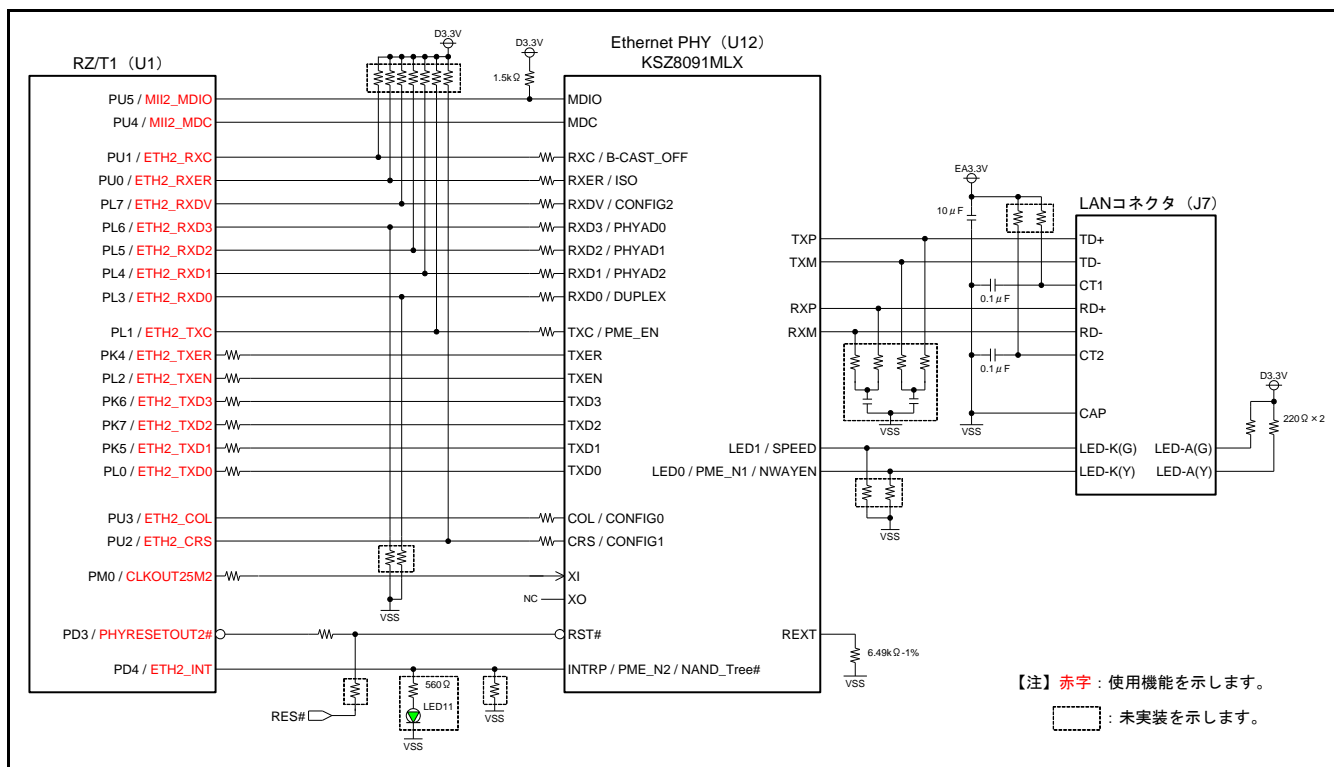 RZ/T1（U1）
PU5 / MII2_MDIO
PU4 / MII2_MDC
PU1 / ETH2_RXC
PU0 / ETH2_RXER
PL7 / ETH2_RXDV
PL6 / ETH2_RXD3
PL5 / ETH2_RXD2
PL4 / ETH2_RXD1
PL3 / ETH2_RXD0
PL1 / ETH2_TXC
PK4 / ETH2_TXER
PL2 / ETH2_TXEN
PK6 / ETH2_TXD3
PK7 / ETH2_TXD2
PK5 / ETH2_TXD1
PL0 / ETH2_TXD0
PU3 / ETH2_COL
PU2 / ETH2_CRS
PM0 / CLKOUT25M2
PD3 / PHYRESETOUT2#
PD4 / ETH2_INT
D3.3V
D3.3V
1.5kΩ
VSS
NC
RES#
560Ω
LED11
VSS
VSS
Ethernet PHY（U12）
KSZ8091MLX
MDIO
MDC
RXC / B-CAST_OFF
RXER / ISO
RXDV / CONFIG2
RXD3 / PHYAD0
RXD2 / PHYAD1
RXD1 / PHYAD2
RXD0 / DUPLEX
TXC / PME_EN
TXER
TXEN
TXD3
TXD2
TXD1
TXD0
COL / CONFIG0
CRS / CONFIG1
XI
XO
RST#
INTRP / PME_N2 / NAND_Tree#
TXP
TXM
RXP
RXM
LED1 / SPEED
LED0 / PME_N1 / NWAYEN
REXT
6.49kΩ-1%
VSS
EA3.3V
10μF
0.1μF
0.1μF
VSS
VSS
VSS
LANコネクタ（J7）
TD+
TD-
CT1
RD+
RD-
CT2
CAP
LED-K(G)
LED-A(G)
LED-K(Y)
LED-A(Y)
D3.3V
220Ω×2
【注】赤字：使用機能を示します。
：未実装を示します。